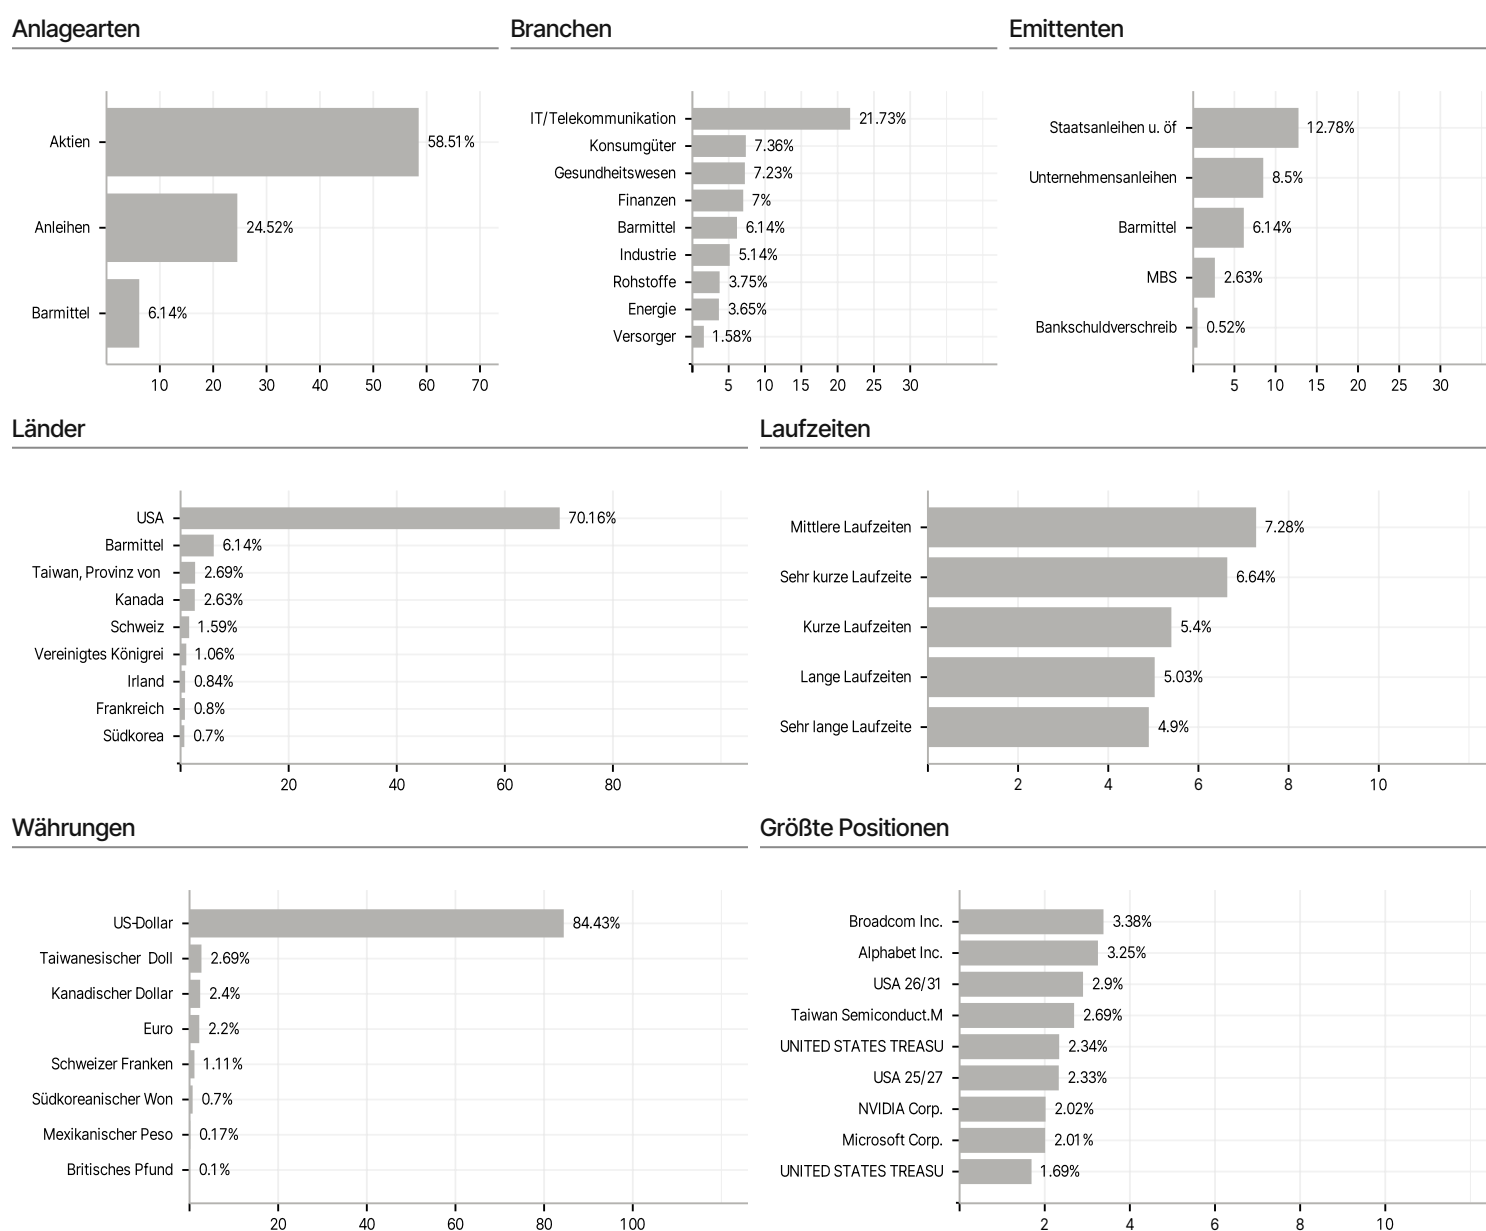 Anlagearten
Aktien 58.51%
Anleihen 24.52%
Barmittel 6.14%
10 20 30 40 50 60 70
Branchen
IT/Telekommunikation 21.73%
Konsumgüter 7.36%
Gesundheitswesen 7.23%
Finanzen 7%
Barmittel 6.14%
Industrie 5.14%
Rohstoffe 3.75%
Energie 3.65%
Versorger 1.58%
5 10 15 20 25 30
Emittenten
Staatsanleihen u. öf 12.78%
Unternehmensanleihen 8.5%
Barmittel 6.14%
MBS 2.63%
Bankschuldverschreib 0.52%
5 10 15 20 25 30
Länder
USA 70.16%
Barmittel 6.14%
Taiwan, Provinz von 2.69%
Kanada 2.63%
Schweiz 1.59%
Vereinigtes Königrei 1.06%
Irland 0.84%
Frankreich 0.8%
Südkorea 0.7%
20 40 60 80
Laufzeiten
Mittlere Laufzeiten 7.28%
Sehr kurze Laufzeite 6.64%
Kurze Laufzeiten 5.4%
Lange Laufzeiten 5.03%
Sehr lange Laufzeite 4.9%
2 4 6 8 10
Währungen
US-Dollar 84.43%
Taiwanesischer Doll 2.69%
Kanadischer Dollar 2.4%
Euro 2.2%
Schweizer Franken 1.11%
Südkoreanischer Won 0.7%
Mexikanischer Peso 0.17%
Britisches Pfund 0.1%
20 40 60 80 100
Größte Positionen
Broadcom Inc. 3.38%
Alphabet Inc. 3.25%
USA 26/31 2.9%
Taiwan Semiconduct.M 2.69%
UNITED STATES TREASU 2.34%
USA 25/27 2.33%
NVIDIA Corp. 2.02%
Microsoft Corp. 2.01%
UNITED STATES TREASU 1.69%
2 4 6 8 10